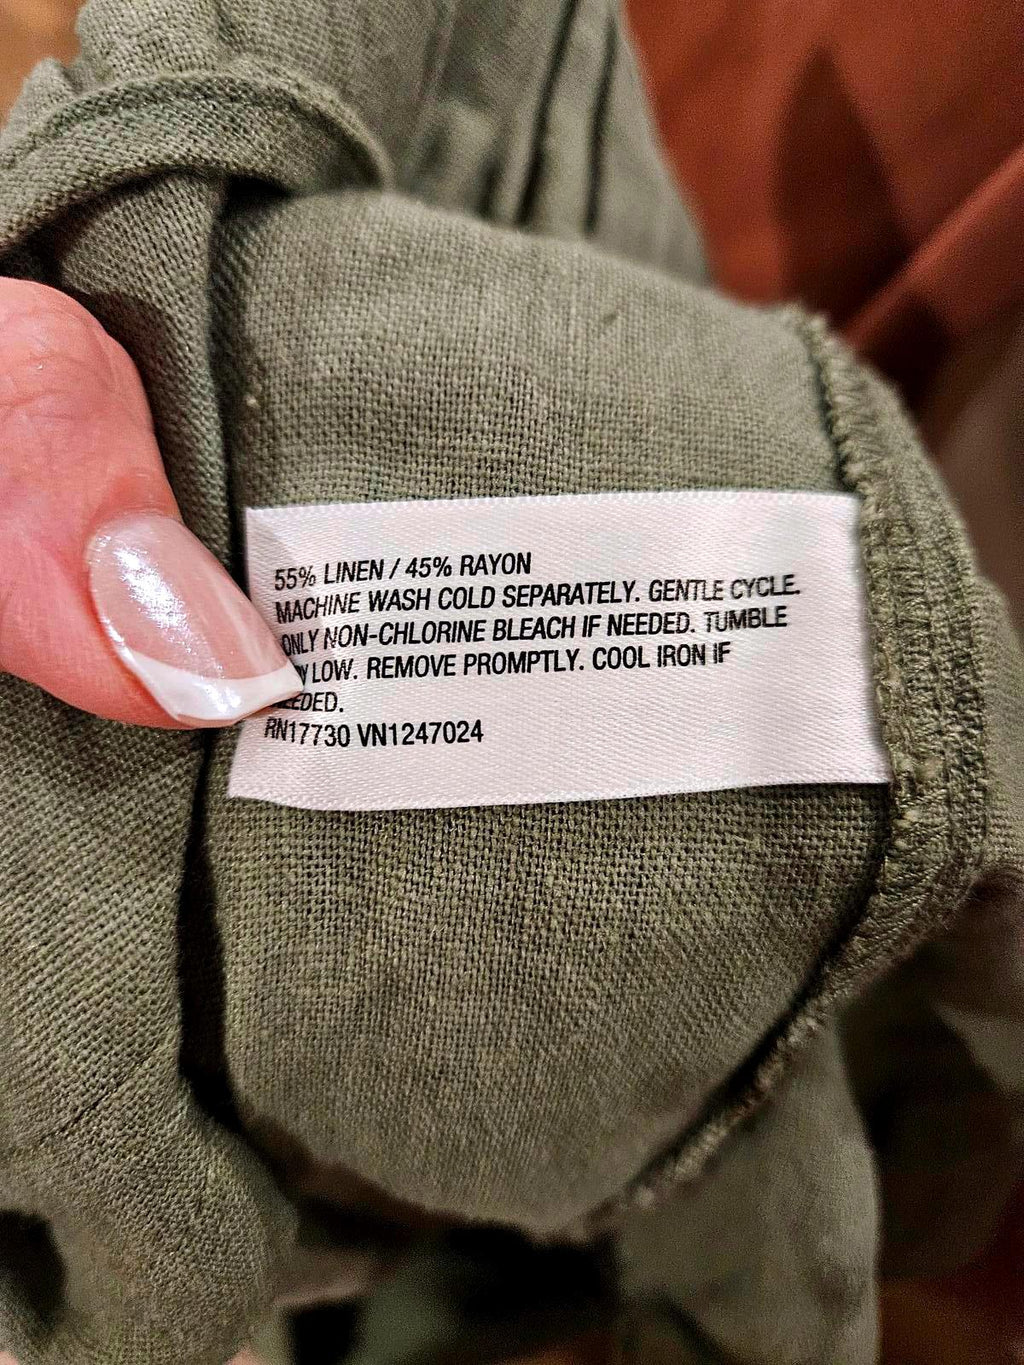 55% LINEN / 45% RAYON
MACHINE WASH COLD SEPARATELY. GENTLE CYCLE.
ONLY NON-CHLORINE BLEACH IF NEEDED. TUMBLE
LOW. REMOVE PROMPTLY. COOL IRON IF
RN17730 VN1247024